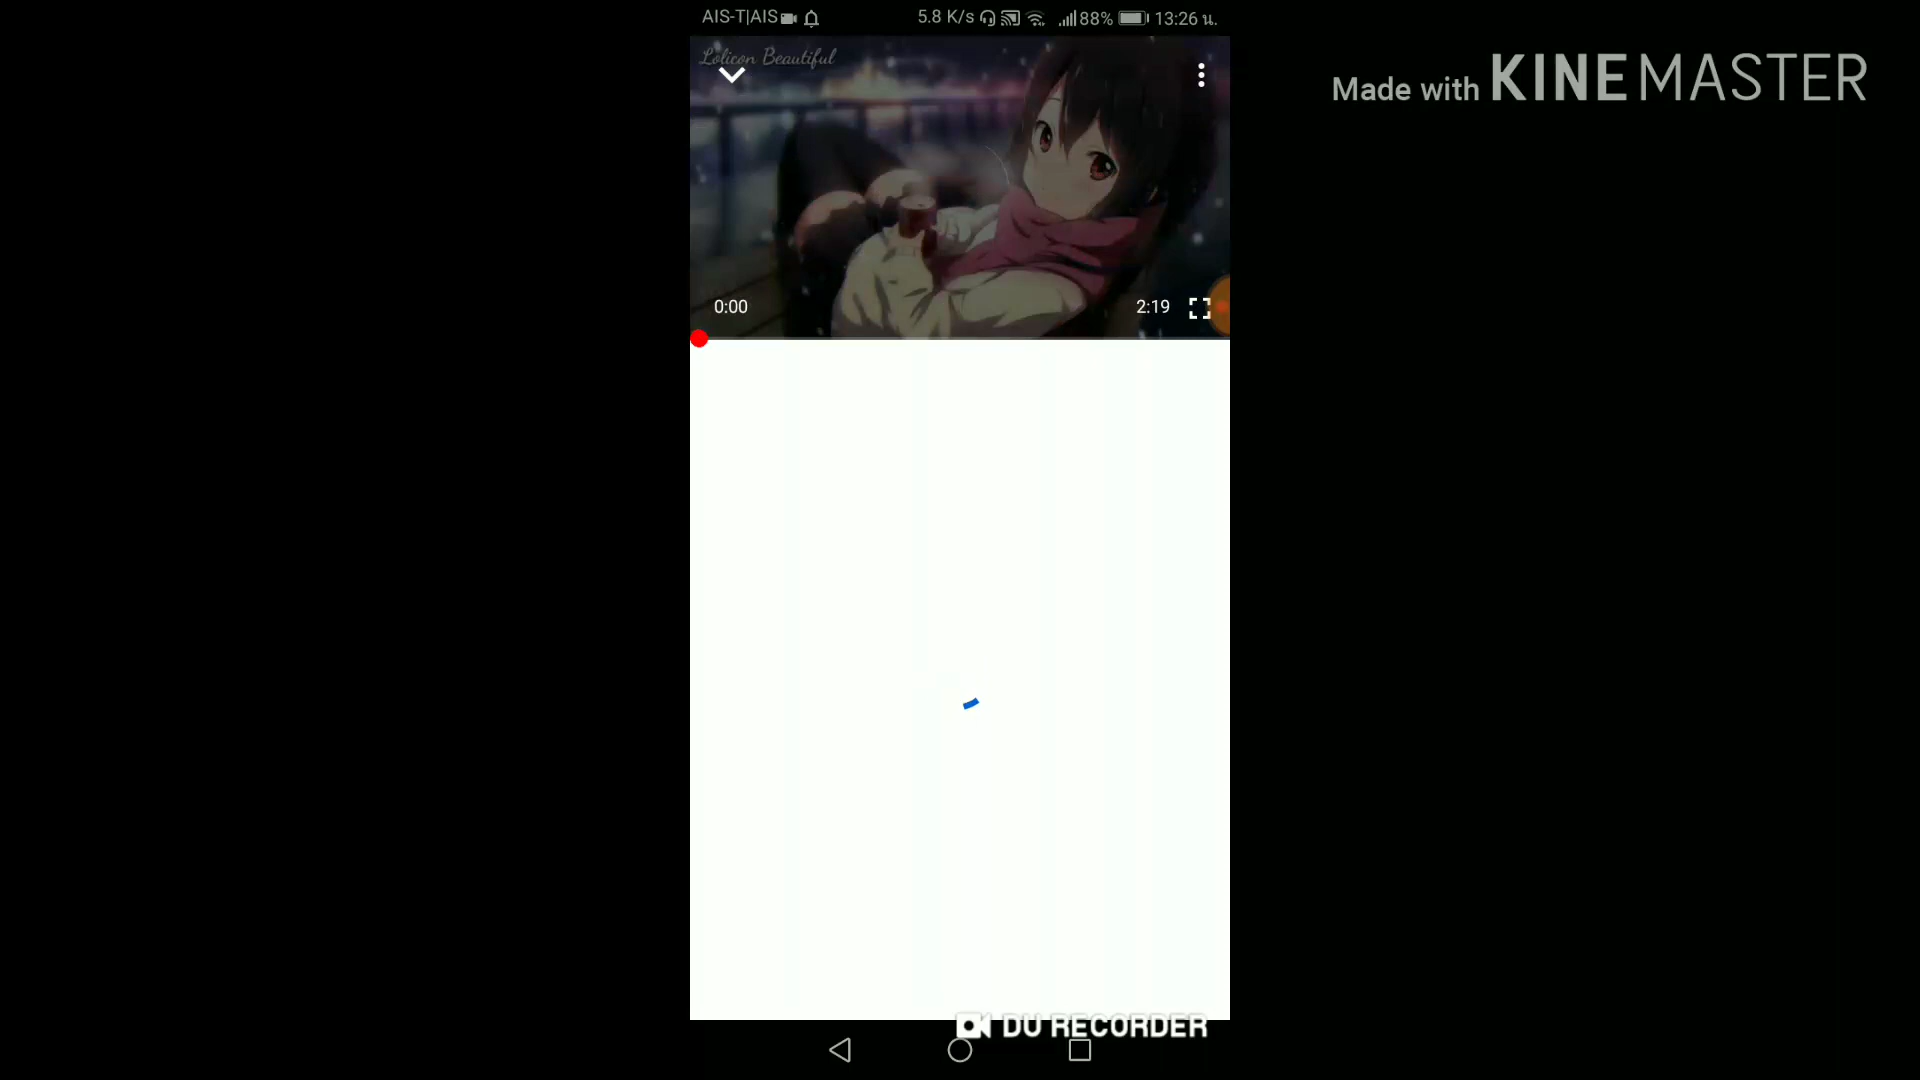 AIS-T|AIS 5.8 K/s 88% 13:26 น.
Lolicon Beautiful
Made with KINEMASTER
0:00 2:19
DU RECORDER